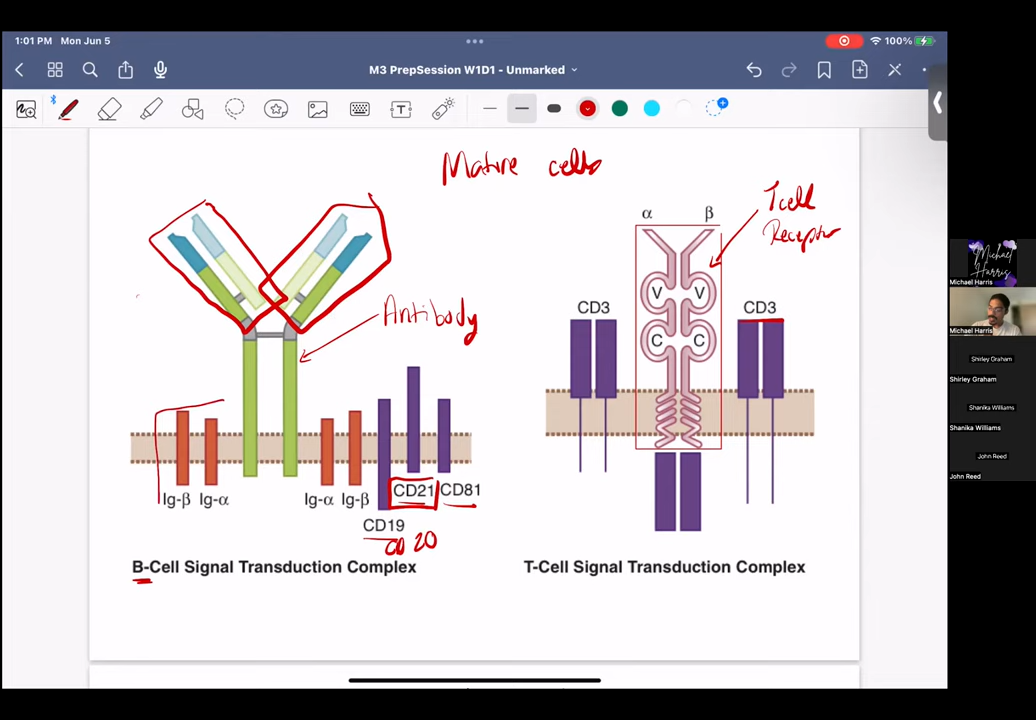 1:01 PM Mon Jun 5
100%
M3 PrepSession W1D1 - Unmarked
T
Mature cells
T cell
Receptor
α β
V V
CD3
CD3
C C
Antibody
Ig-β Ig-α
Ig-α Ig-β
CD21
CD81
CD19
CD 20
B-Cell Signal Transduction Complex
T-Cell Signal Transduction Complex
Michael
Harris
Michael Harris
Michael Harris
Shirley Graham
Shirley Graham
Shanika Williams
Shanika Williams
John Reed
John Reed